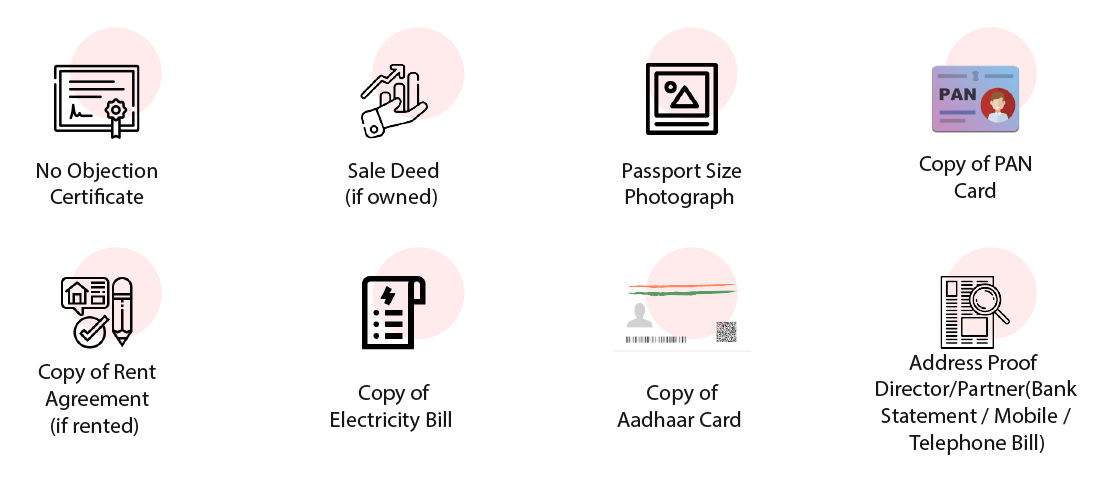 No Objection
Certificate
Sale Deed
(if owned)
Passport Size
Photograph
PAN
Copy of PAN
Card
Copy of Rent
Agreement
(if rented)
Copy of
Electricity Bill
Copy of
Aadhaar Card
Address Proof
Director/Partner(Bank
Statement / Mobile /
Telephone Bill)